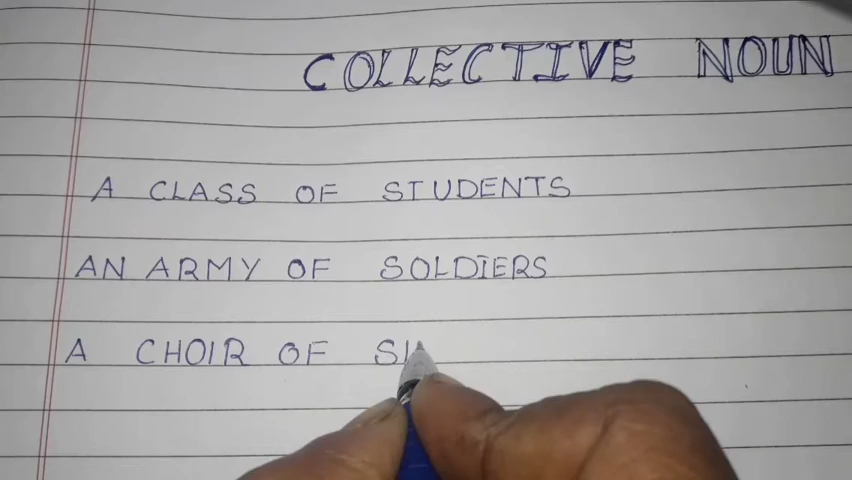 COLLECTIVE NOUN
A CLASS OF STUDENTS
AN ARMY OF SOLDIERS
A CHOIR OF